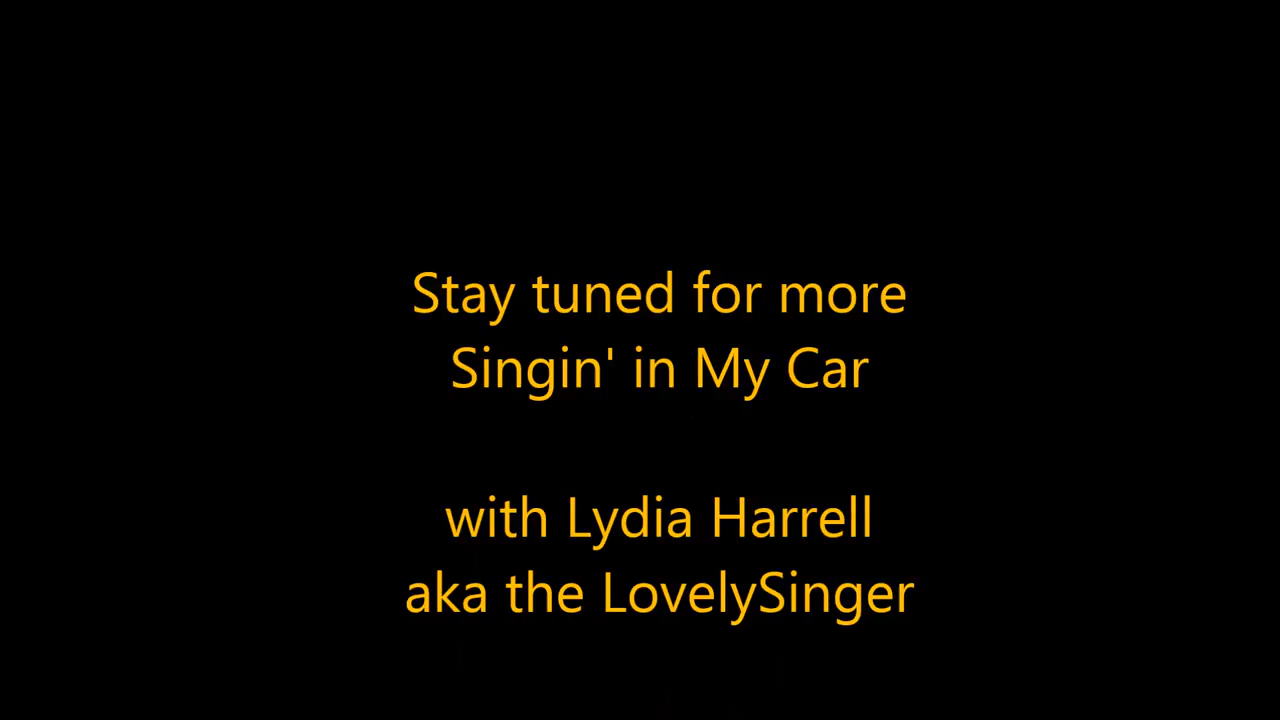 Stay tuned for more
Singin' in My Car
with Lydia Harrell
aka the LovelySinger